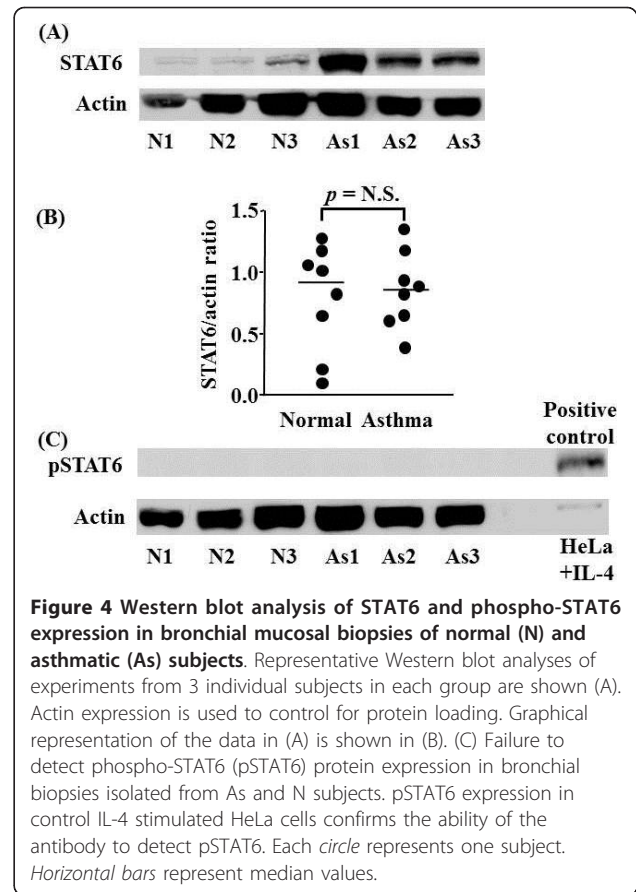 (A)
STAT6
Actin
N1 N2 N3 As1 As2 As3
(B)
p = N.S.
STAT6/actin ratio
1.5
1.0
0.5
0.0
Normal Asthma
Positive
control
(C)
pSTAT6
Actin
N1 N2 N3 As1 As2 As3
HeLa
+IL-4
Figure 4 Western blot analysis of STAT6 and phospho-STAT6
expression in bronchial mucosal biopsies of normal (N) and
asthmatic (As) subjects. Representative Western blot analyses of
experiments from 3 individual subjects in each group are shown (A).
Actin expression is used to control for protein loading. Graphical
representation of the data in (A) is shown in (B). (C) Failure to
detect phospho-STAT6 (pSTAT6) protein expression in bronchial
biopsies isolated from As and N subjects. pSTAT6 expression in
control IL-4 stimulated HeLa cells confirms the ability of the
antibody to detect pSTAT6. Each circle represents one subject.
Horizontal bars represent median values.